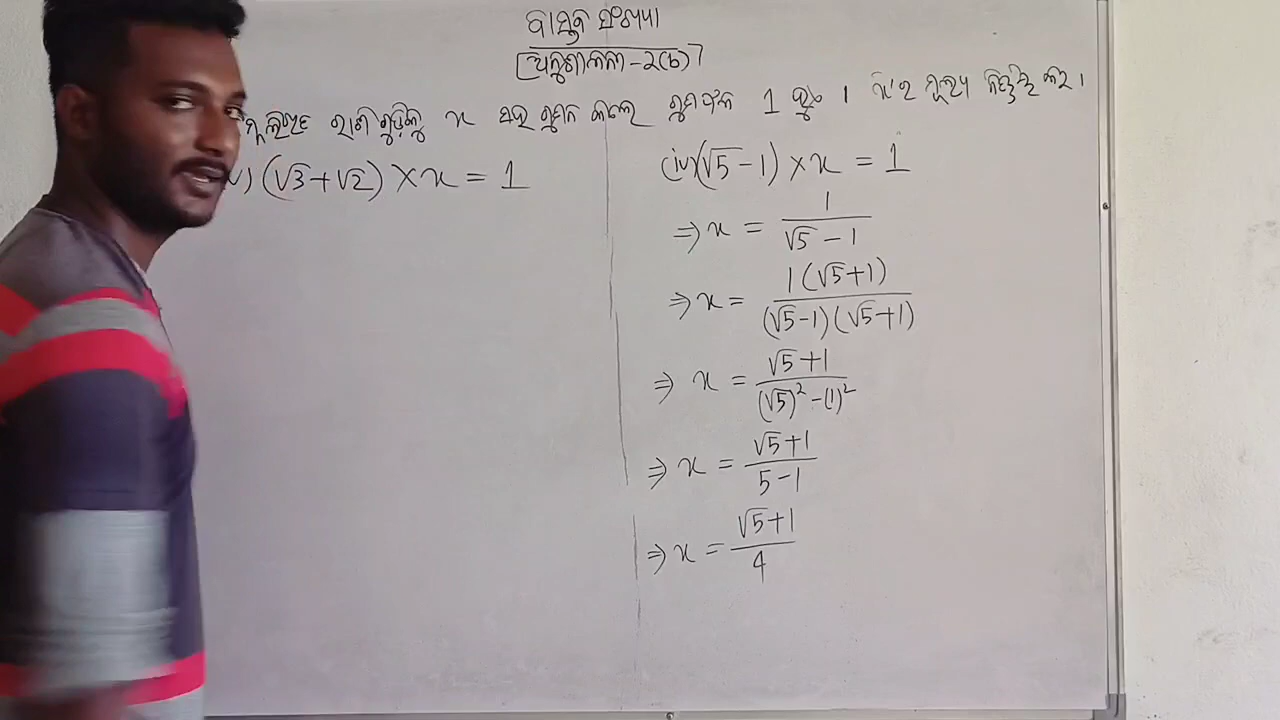 ବାସ୍ତବ ସଂଖ୍ୟା
[ଅନୁଶୀଳନୀ-୨(b)]
ରାଶିଗୁଡ଼ିକୁ x ସହ ଗୁଣନ କଲେ ଗୁଣଫଳ 1 ହୁଏ । x'ର ମୂଲ୍ୟ ନିର୍ଣ୍ଣୟ କର ।
) (√3+√2) × x = 1
(iv) (√5-1) × x = 1
⇒ x = 1/(√5-1)
⇒ x = 1(√5+1)/(√5-1)(√5+1)
⇒ x = (√5+1)/((√5)²-(1)²)
⇒ x = (√5+1)/(5-1)
⇒ x = (√5+1)/4